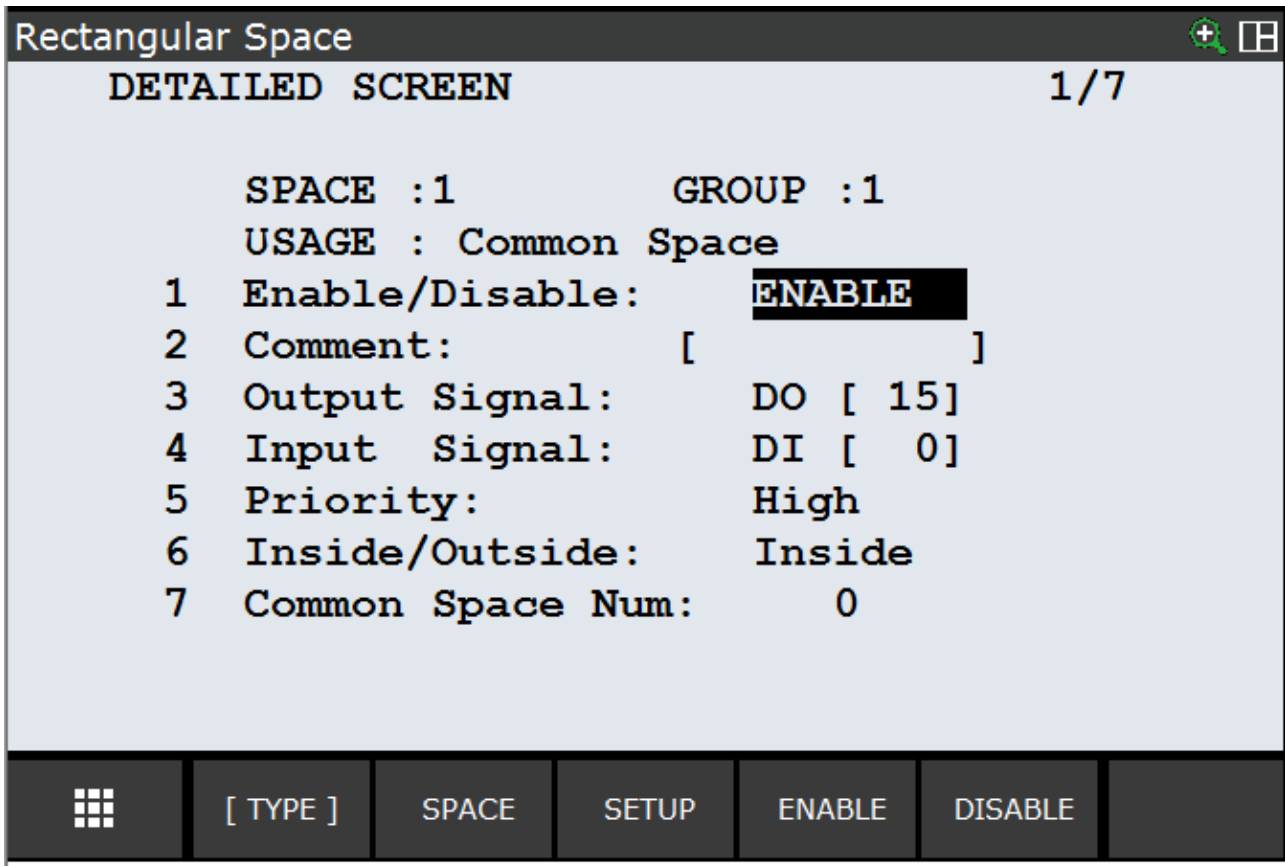 Rectangular Space
DETAILED SCREEN 1/7
SPACE :1 GROUP :1
USAGE : Common Space
1 Enable/Disable: ENABLE
2 Comment: [ ]
3 Output Signal: DO [ 15]
4 Input Signal: DI [ 0]
5 Priority: High
6 Inside/Outside: Inside
7 Common Space Num: 0
[ TYPE ] SPACE SETUP ENABLE DISABLE